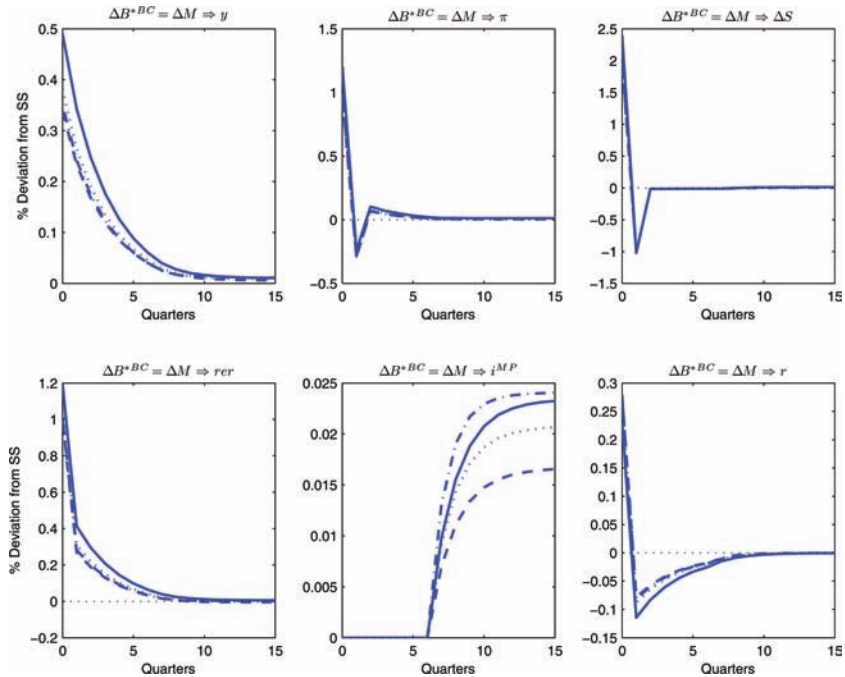 ΔB*BC = ΔM ⇒ y
ΔB*BC = ΔM ⇒ π
ΔB*BC = ΔM ⇒ ΔS
% Deviation from SS
0.5
0.4
0.3
0.2
0.1
0
0 5 10 15
Quarters
1.5
1
0.5
0
−0.5
0 5 10 15
Quarters
2.5
2
1.5
1
0.5
0
−0.5
−1
−1.5
0 5 10 15
Quarters
ΔB*BC = ΔM ⇒ rer
ΔB*BC = ΔM ⇒ iMP
ΔB*BC = ΔM ⇒ r
% Deviation from SS
1.2
1
0.8
0.6
0.4
0.2
0
−0.2
0 5 10 15
Quarters
0.025
0.02
0.015
0.01
0.005
0
0 5 10 15
Quarters
0.3
0.25
0.2
0.15
0.1
0.05
0
−0.05
−0.1
−0.15
0 5 10 15
Quarters